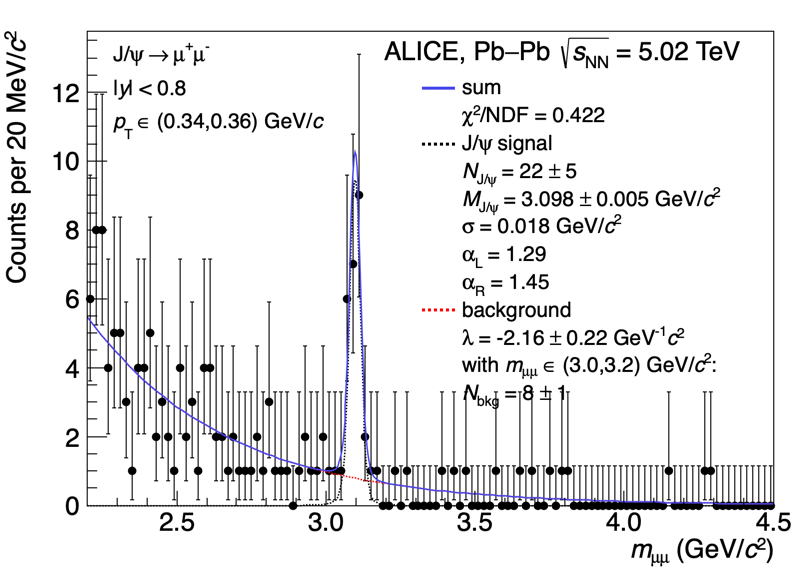 Counts per 20 MeV/c²
J/ψ → μ⁺μ⁻
|y| < 0.8
p_T ∈ (0.34,0.36) GeV/c
ALICE, Pb–Pb √s_NN = 5.02 TeV
sum
χ²/NDF = 0.422
J/ψ signal
N_J/ψ = 22 ± 5
M_J/ψ = 3.098 ± 0.005 GeV/c²
σ = 0.018 GeV/c²
α_L = 1.29
α_R = 1.45
background
λ = -2.16 ± 0.22 GeV⁻¹c²
with m_μμ ∈ (3.0,3.2) GeV/c²:
N_bkg = 8 ± 1
12
10
8
6
4
2
0
2.5 3.0 3.5 4.0 4.5
m_μμ (GeV/c²)